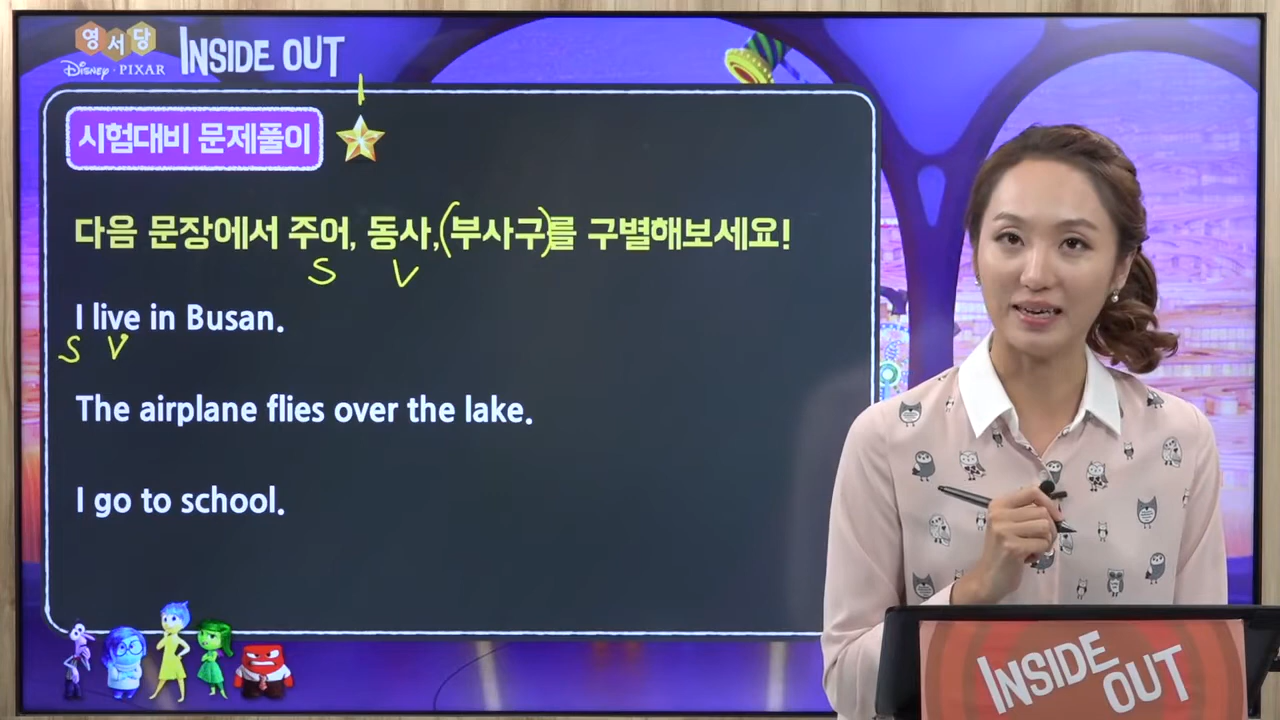 영서당
Disney · PIXAR
INSIDE OUT
시험대비 문제풀이
다음 문장에서 주어, 동사,(부사구)를 구별해보세요!
S V
I live in Busan.
S V
The airplane flies over the lake.
I go to school.
INSIDE OUT